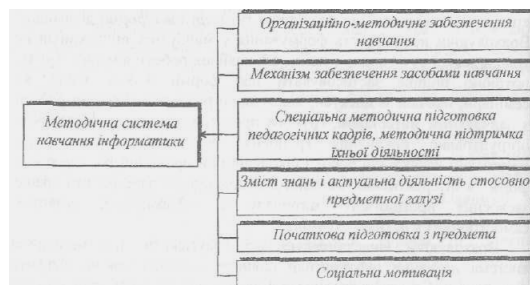 Організаційно-методичне забезпечення
навчання
Механізм забезпечення засобами навчання
Методична система
навчання інформатики
Спеціальна методична підготовка
педагогічних кадрів, методична підтримка
їхньої діяльності
Зміст знань і актуальна діяльність стосовно
предметної галузі
Початкова підготовка з предмета
Соціальна мотивація